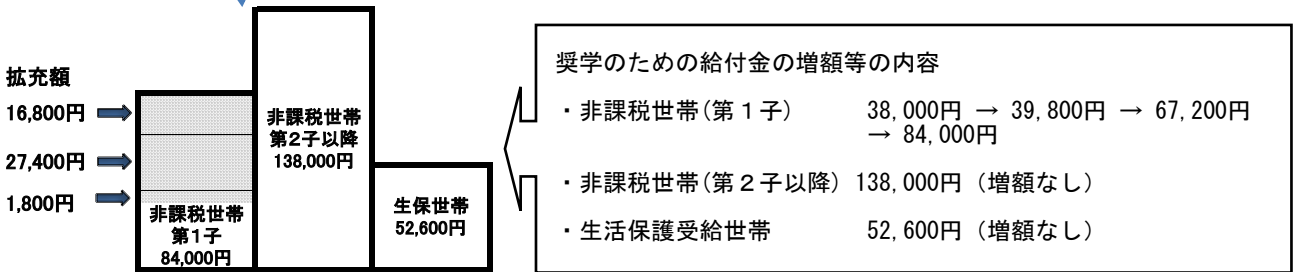 拡充額
16,800円
27,400円
1,800円
非課税世帯
第1子
84,000円
非課税世帯
第2子以降
138,000円
生保世帯
52,600円
奨学のための給付金の増額等の内容
・非課税世帯(第１子) 38,000円 → 39,800円 → 67,200円
→ 84,000円
・非課税世帯(第２子以降) 138,000円 (増額なし)
・生活保護受給世帯 52,600円 (増額なし)